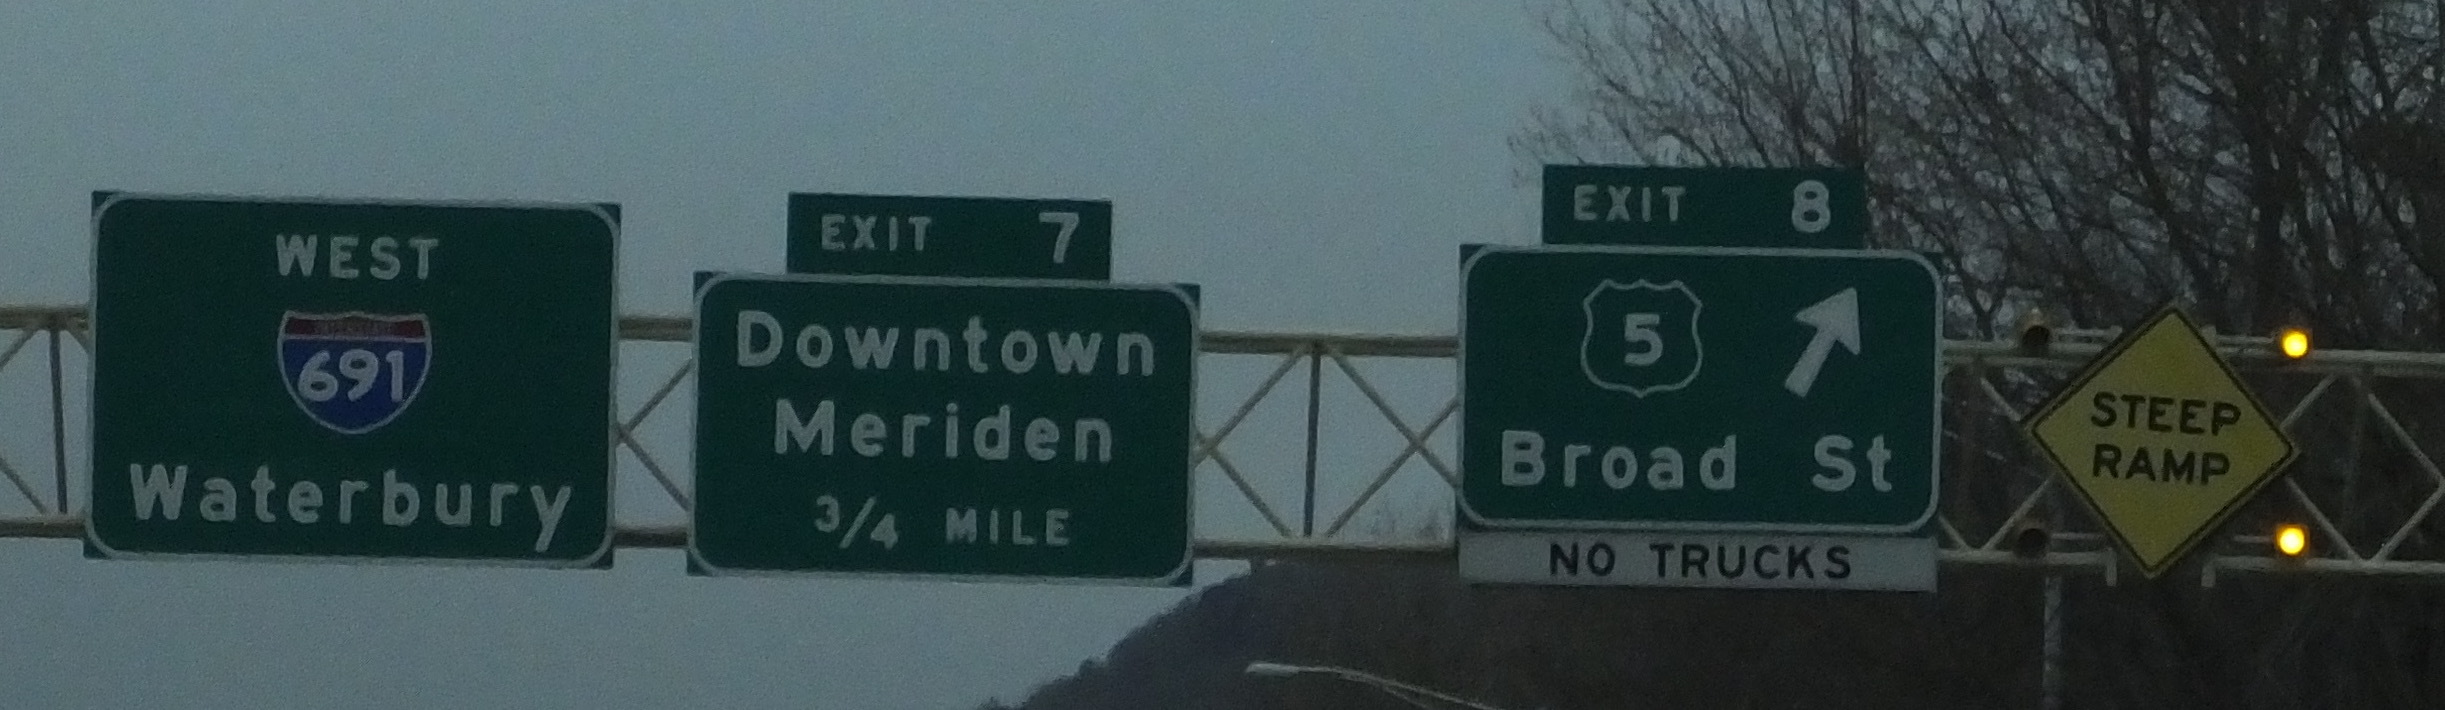 WEST
INTERSTATE
691
Waterbury
EXIT 7
Downtown
Meriden
3/4 MILE
EXIT 8
5
Broad St
NO TRUCKS
STEEP
RAMP